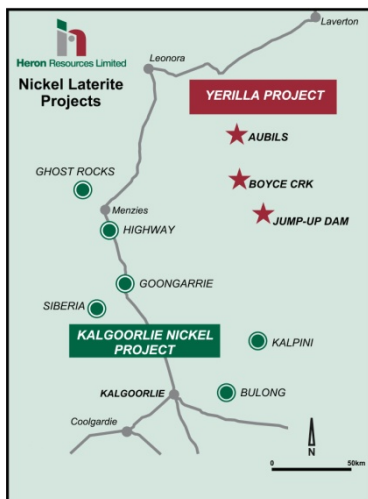 Laverton
Leonora
Heron Resources Limited
Nickel Laterite
Projects
YERILLA PROJECT
AUBILS
GHOST ROCKS
BOYCE CRK
Menzies
JUMP-UP DAM
HIGHWAY
GOONGARRIE
SIBERIA
KALGOORLIE NICKEL
PROJECT
KALPINI
KALGOORLIE
BULONG
Coolgardie
N
0
50km